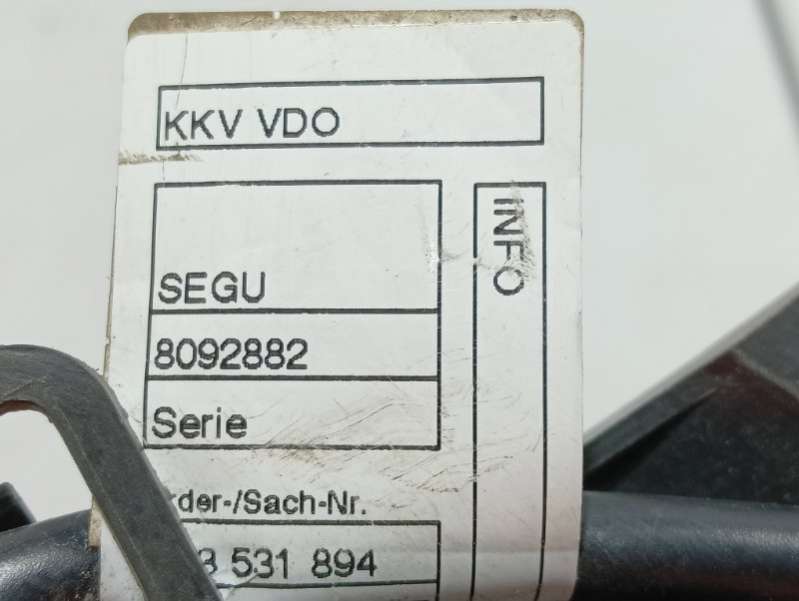 KKV VDO
INFO
SEGU
8092882
Serie
rder-/Sach-Nr.
3 531 894